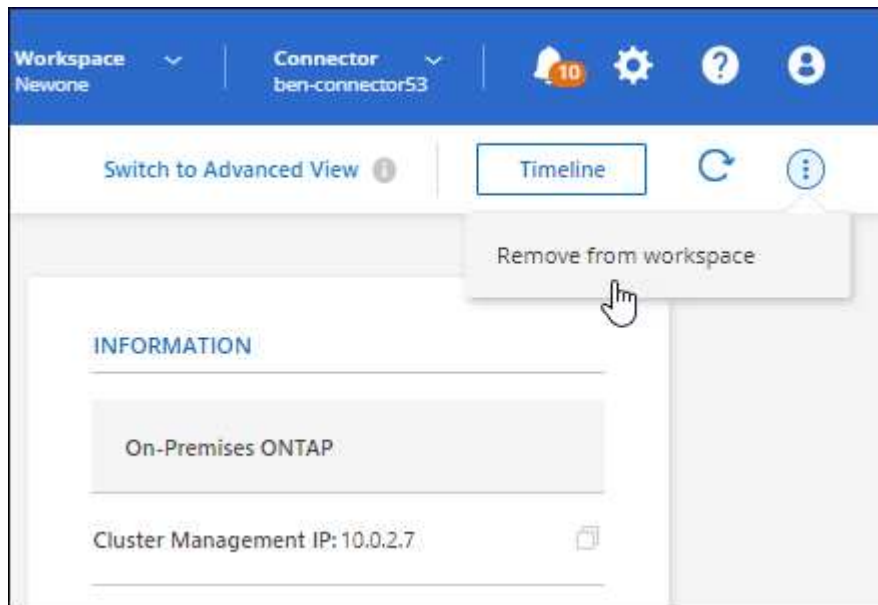 Workspace
Newone
Connector
ben-connector53
10
Switch to Advanced View
Timeline
Remove from workspace
INFORMATION
On-Premises ONTAP
Cluster Management IP: 10.0.2.7